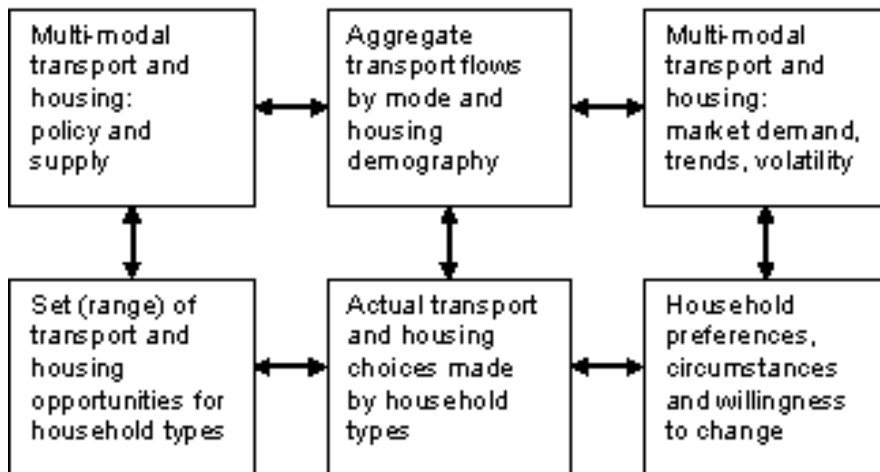 Multi-modal
transport and
housing:
policy and
supply
Aggregate
transport flows
by mode and
housing
demography
Multi-modal
transport and
housing:
market demand,
trends, volatility
Set (range) of
transport and
housing
opportunities for
household types
Actual transport
and housing
choices made
by household
types
Household
preferences,
circumstances
and willingness
to change